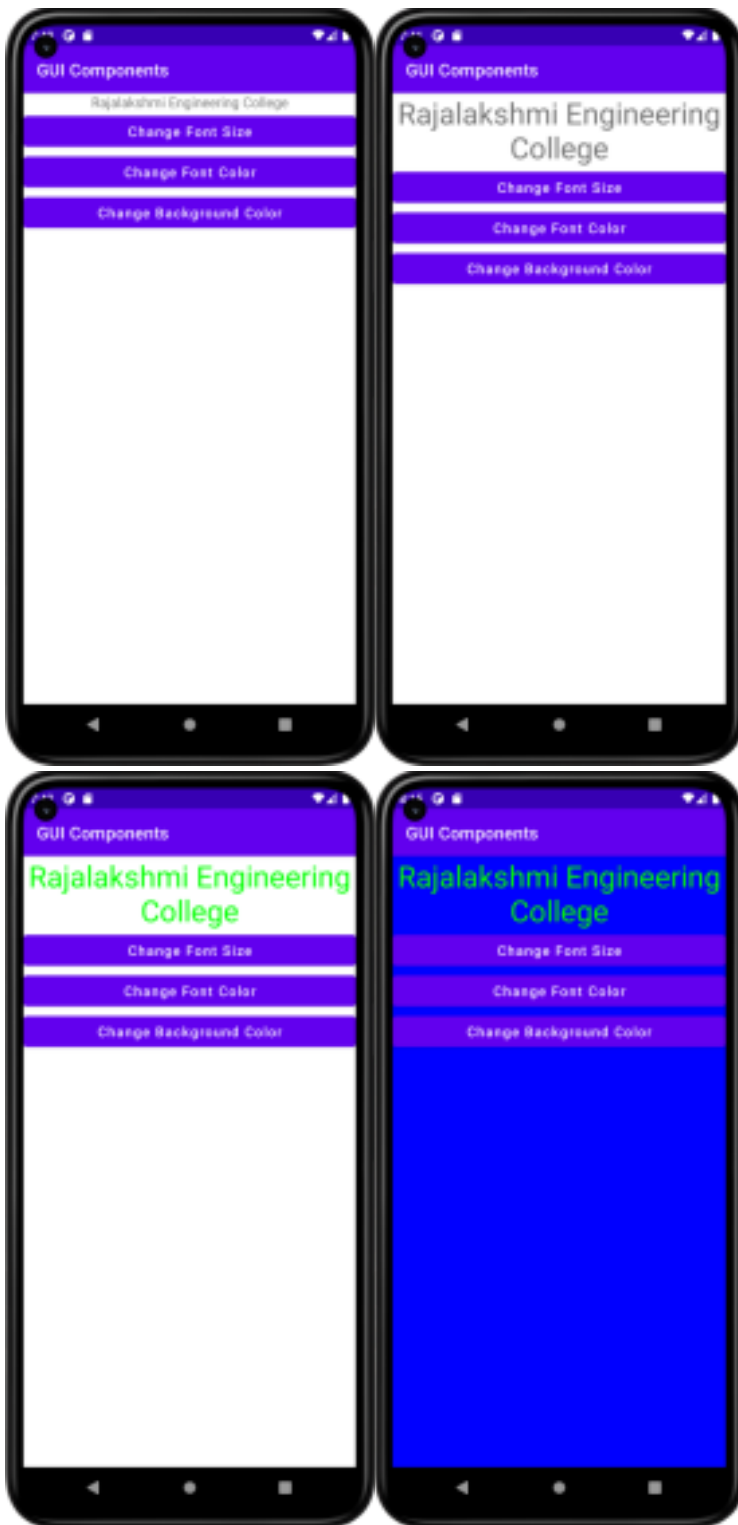 GUI Components
Rajalakshmi Engineering College
Change Font Size
Change Font Color
Change Background Color
GUI Components
Rajalakshmi Engineering
College
Change Font Size
Change Font Color
Change Background Color
GUI Components
Rajalakshmi Engineering
College
Change Font Size
Change Font Color
Change Background Color
GUI Components
Rajalakshmi Engineering
College
Change Font Size
Change Font Color
Change Background Color